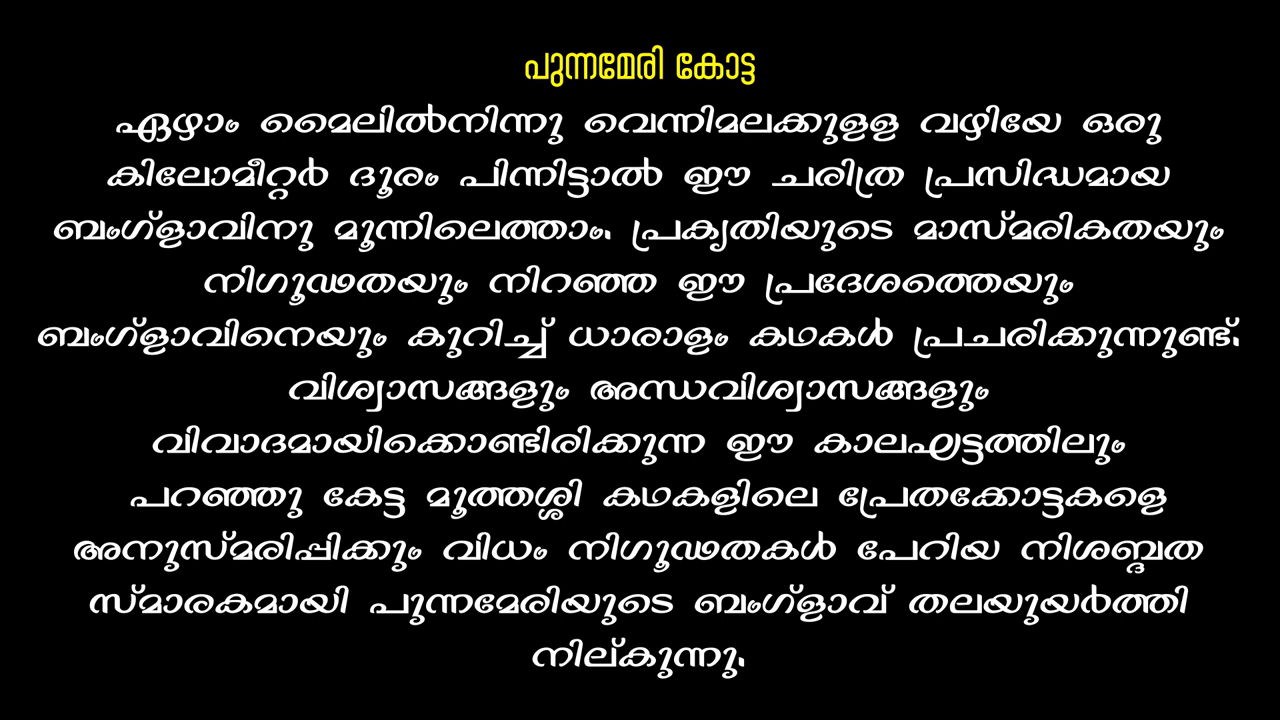 പുന്നമേരി കോട്ട
ഏഴാം മൈലിൽനിന്നു വെന്നിമലക്കുള്ള വഴിയേ ഒരു
കിലോമീറ്റർ ദൂരം പിന്നിട്ടാൽ ഈ ചരിത്ര പ്രസിദ്ധമായ
ബംഗ്ളാവിനു മൂന്നിലെത്താം. പ്രകൃതിയുടെ മാസ്മരികതയും
നിഗൂഢതയും നിറഞ്ഞ ഈ പ്രദേശത്തെയും
ബംഗ്ളാവിനെയും കുറിച്ച് ധാരാളം കഥകൾ പ്രചരിക്കുന്നുണ്ട്.
വിശ്വാസങ്ങളും അന്ധവിശ്വാസങ്ങളും
വിവാദമായിക്കൊണ്ടിരിക്കുന്ന ഈ കാലഘട്ടത്തിലും
പറഞ്ഞു കേട്ട മൂത്തശ്ശി കഥകളിലെ പ്രേതക്കോട്ടകളെ
അനുസ്മരിപ്പിക്കും വിധം നിഗൂഢതകൾ പേറിയ നിശബ്ദത
സ്മാരകമായി പുന്നമേരിയുടെ ബംഗ്ളാവ് തലയുയർത്തി
നില്കുന്നു.